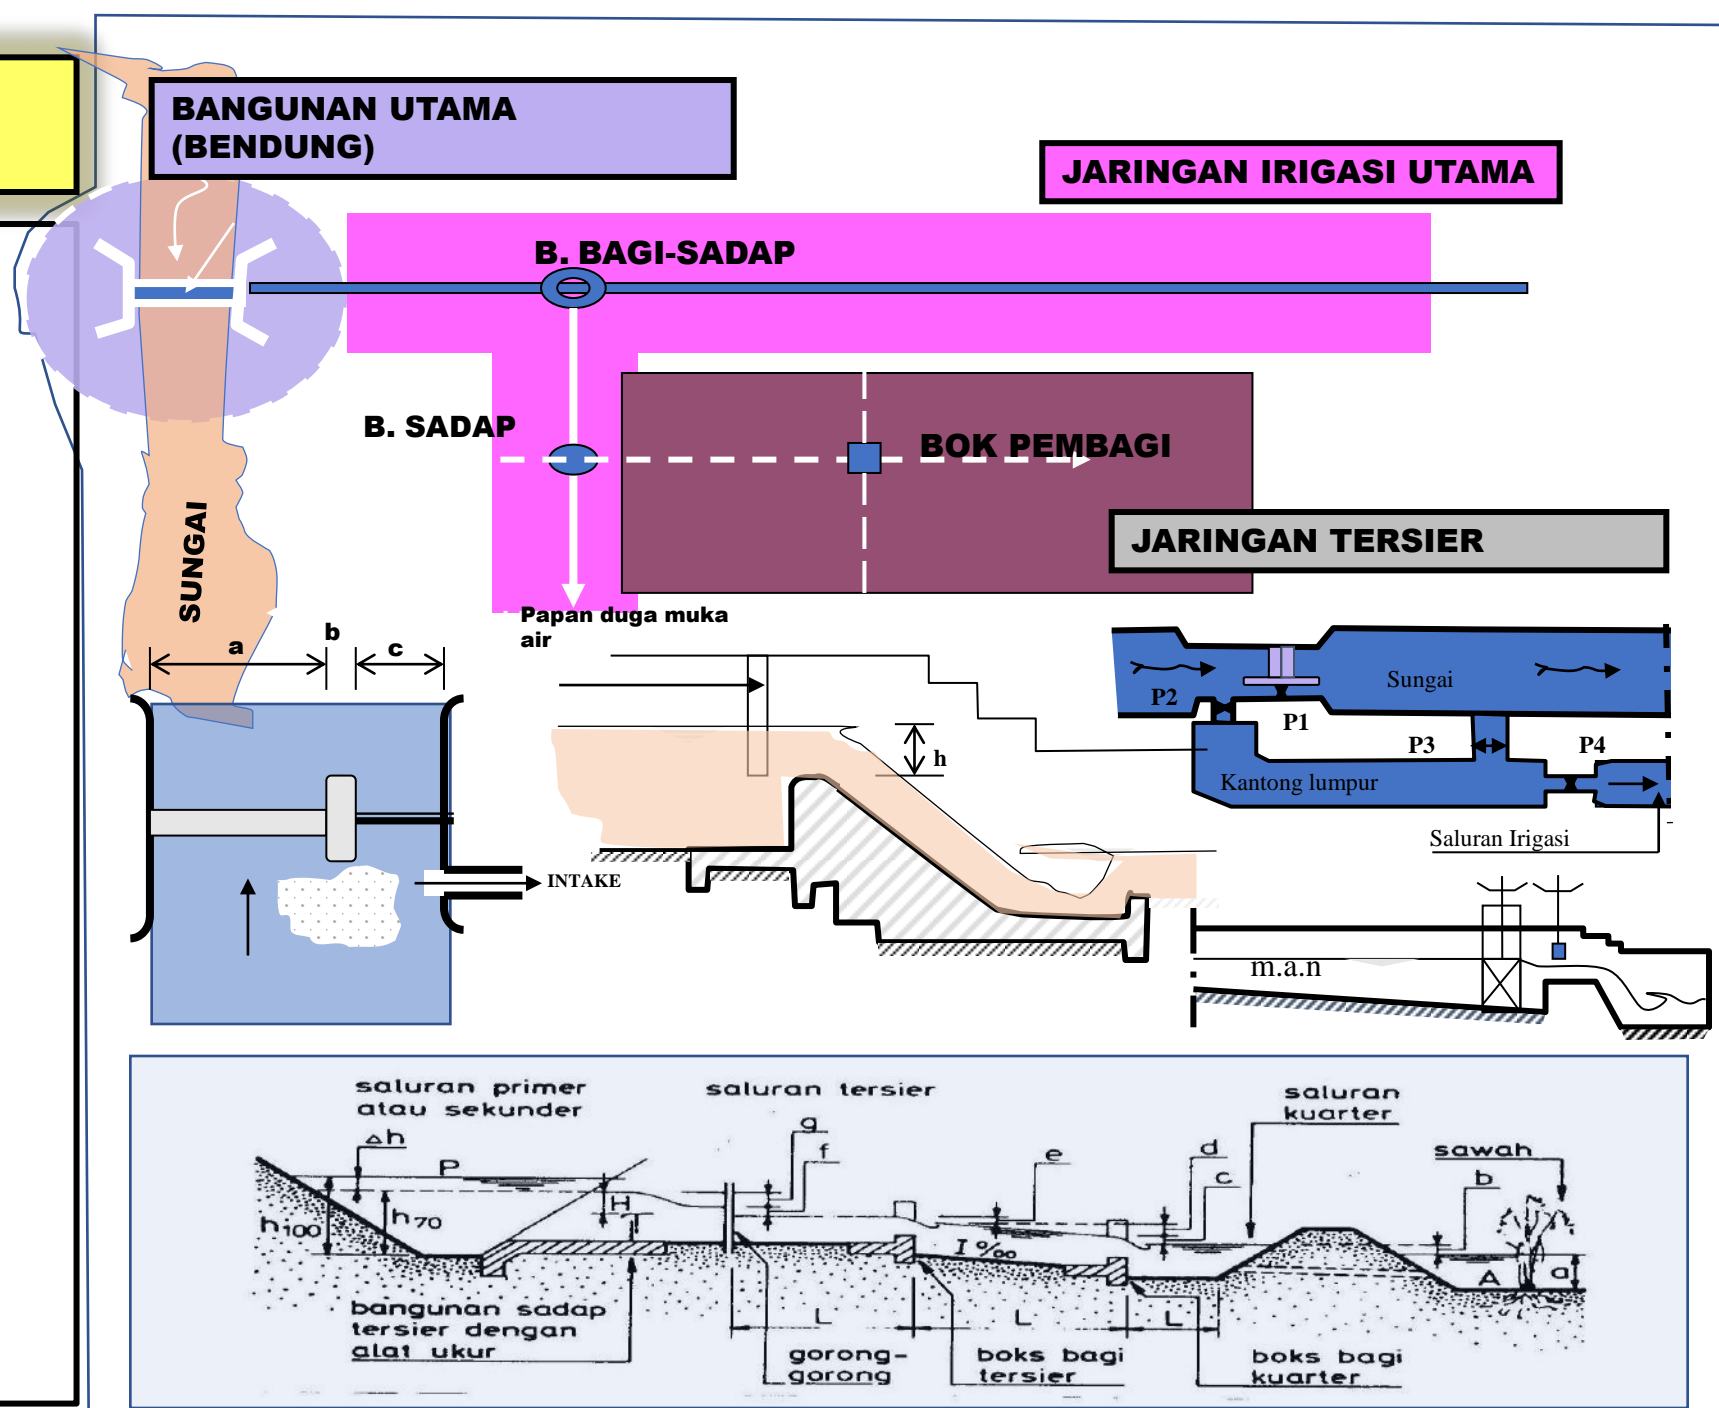 BANGUNAN UTAMA
(BENDUNG)
JARINGAN IRIGASI UTAMA
B. BAGI-SADAP
B. SADAP
BOK PEMBAGI
JARINGAN TERSIER
SUNGAI
Papan duga muka
air
a
b
c
INTAKE
h
Sungai
P2
P1
P3
P4
Kantong lumpur
Saluran Irigasi
m.a.n
saluran primer
atau sekunder
saluran tersier
saluran
kuarter
sawah
Δh
P
g
f
e
d
c
b
H
h100
h70
I ‰
A
a
L
L
L
bangunan sadap
tersier dengan
alat ukur
gorong-
gorong
boks bagi
tersier
boks bagi
kuarter